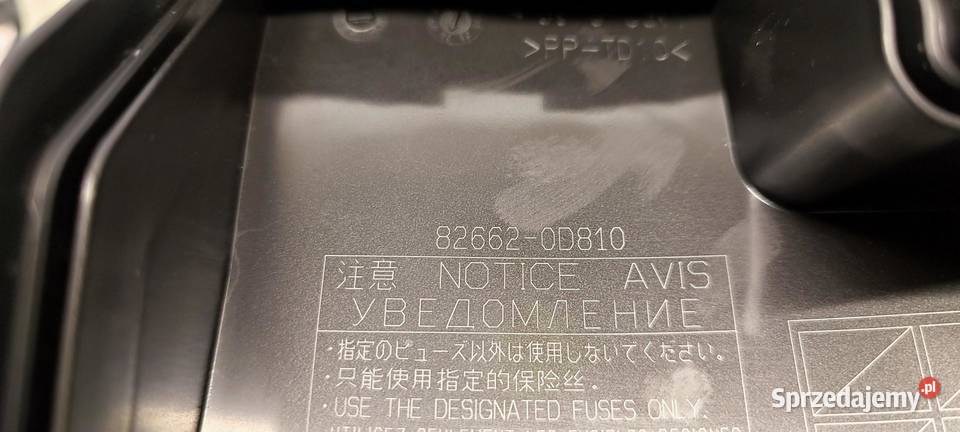 >PP-TD10<
82662-0D810
注意 NOTICE AVIS
УВЕДОМЛЕНИЕ
・指定のヒューズ以外は使用しないでください。
・只能使用指定的保险丝.
・USE THE DESIGNATED FUSES ONLY.
Sprzedajemy.pl